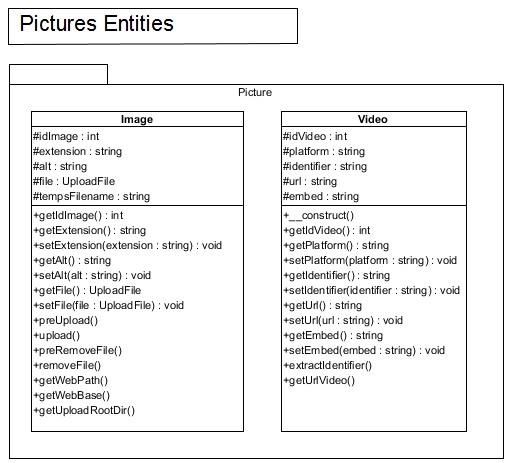 Pictures Entities
Picture
Image
#idImage : int
#extension : string
#alt : string
#file : UploadFile
#tempsFilename : string
+getIdImage() : int
+getExtension() : string
+setExtension(extension : string) : void
+getAlt() : string
+setAlt(alt : string) : void
+getFile() : UploadFile
+setFile(file : UploadFile) : void
+preUpload()
+upload()
+preRemoveFile()
+removeFile()
+getWebPath()
+getWebBase()
+getUploadRootDir()
Video
#idVideo : int
#platform : string
#identifier : string
#url : string
#embed : string
+__construct()
+getIdVideo() : int
+getPlatform() : string
+setPlatform(platform : string) : void
+getIdentifier() : string
+setIdentifier(identifier : string) : void
+getUrl() : string
+setUrl(url : string) : void
+getEmbed() : string
+setEmbed(embed : string) : void
+extractIdentifier()
+getUrlVideo()